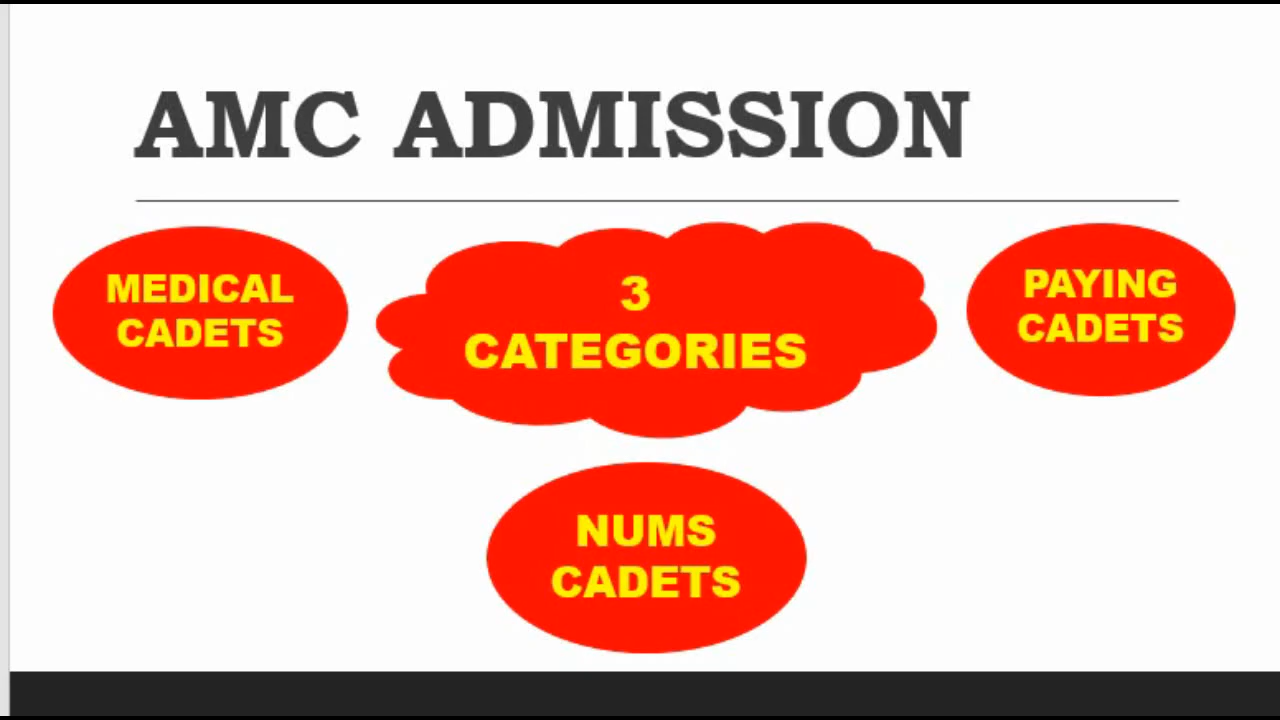 AMC ADMISSION
MEDICAL
CADETS
3
CATEGORIES
PAYING
CADETS
NUMS
CADETS